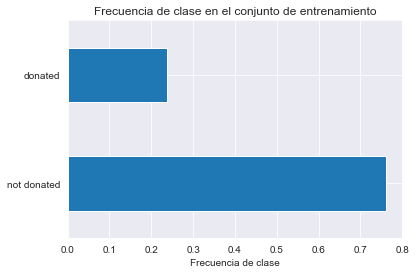 Frecuencia de clase en el conjunto de entrenamiento
donated
not donated
0.0 0.1 0.2 0.3 0.4 0.5 0.6 0.7 0.8
Frecuencia de clase